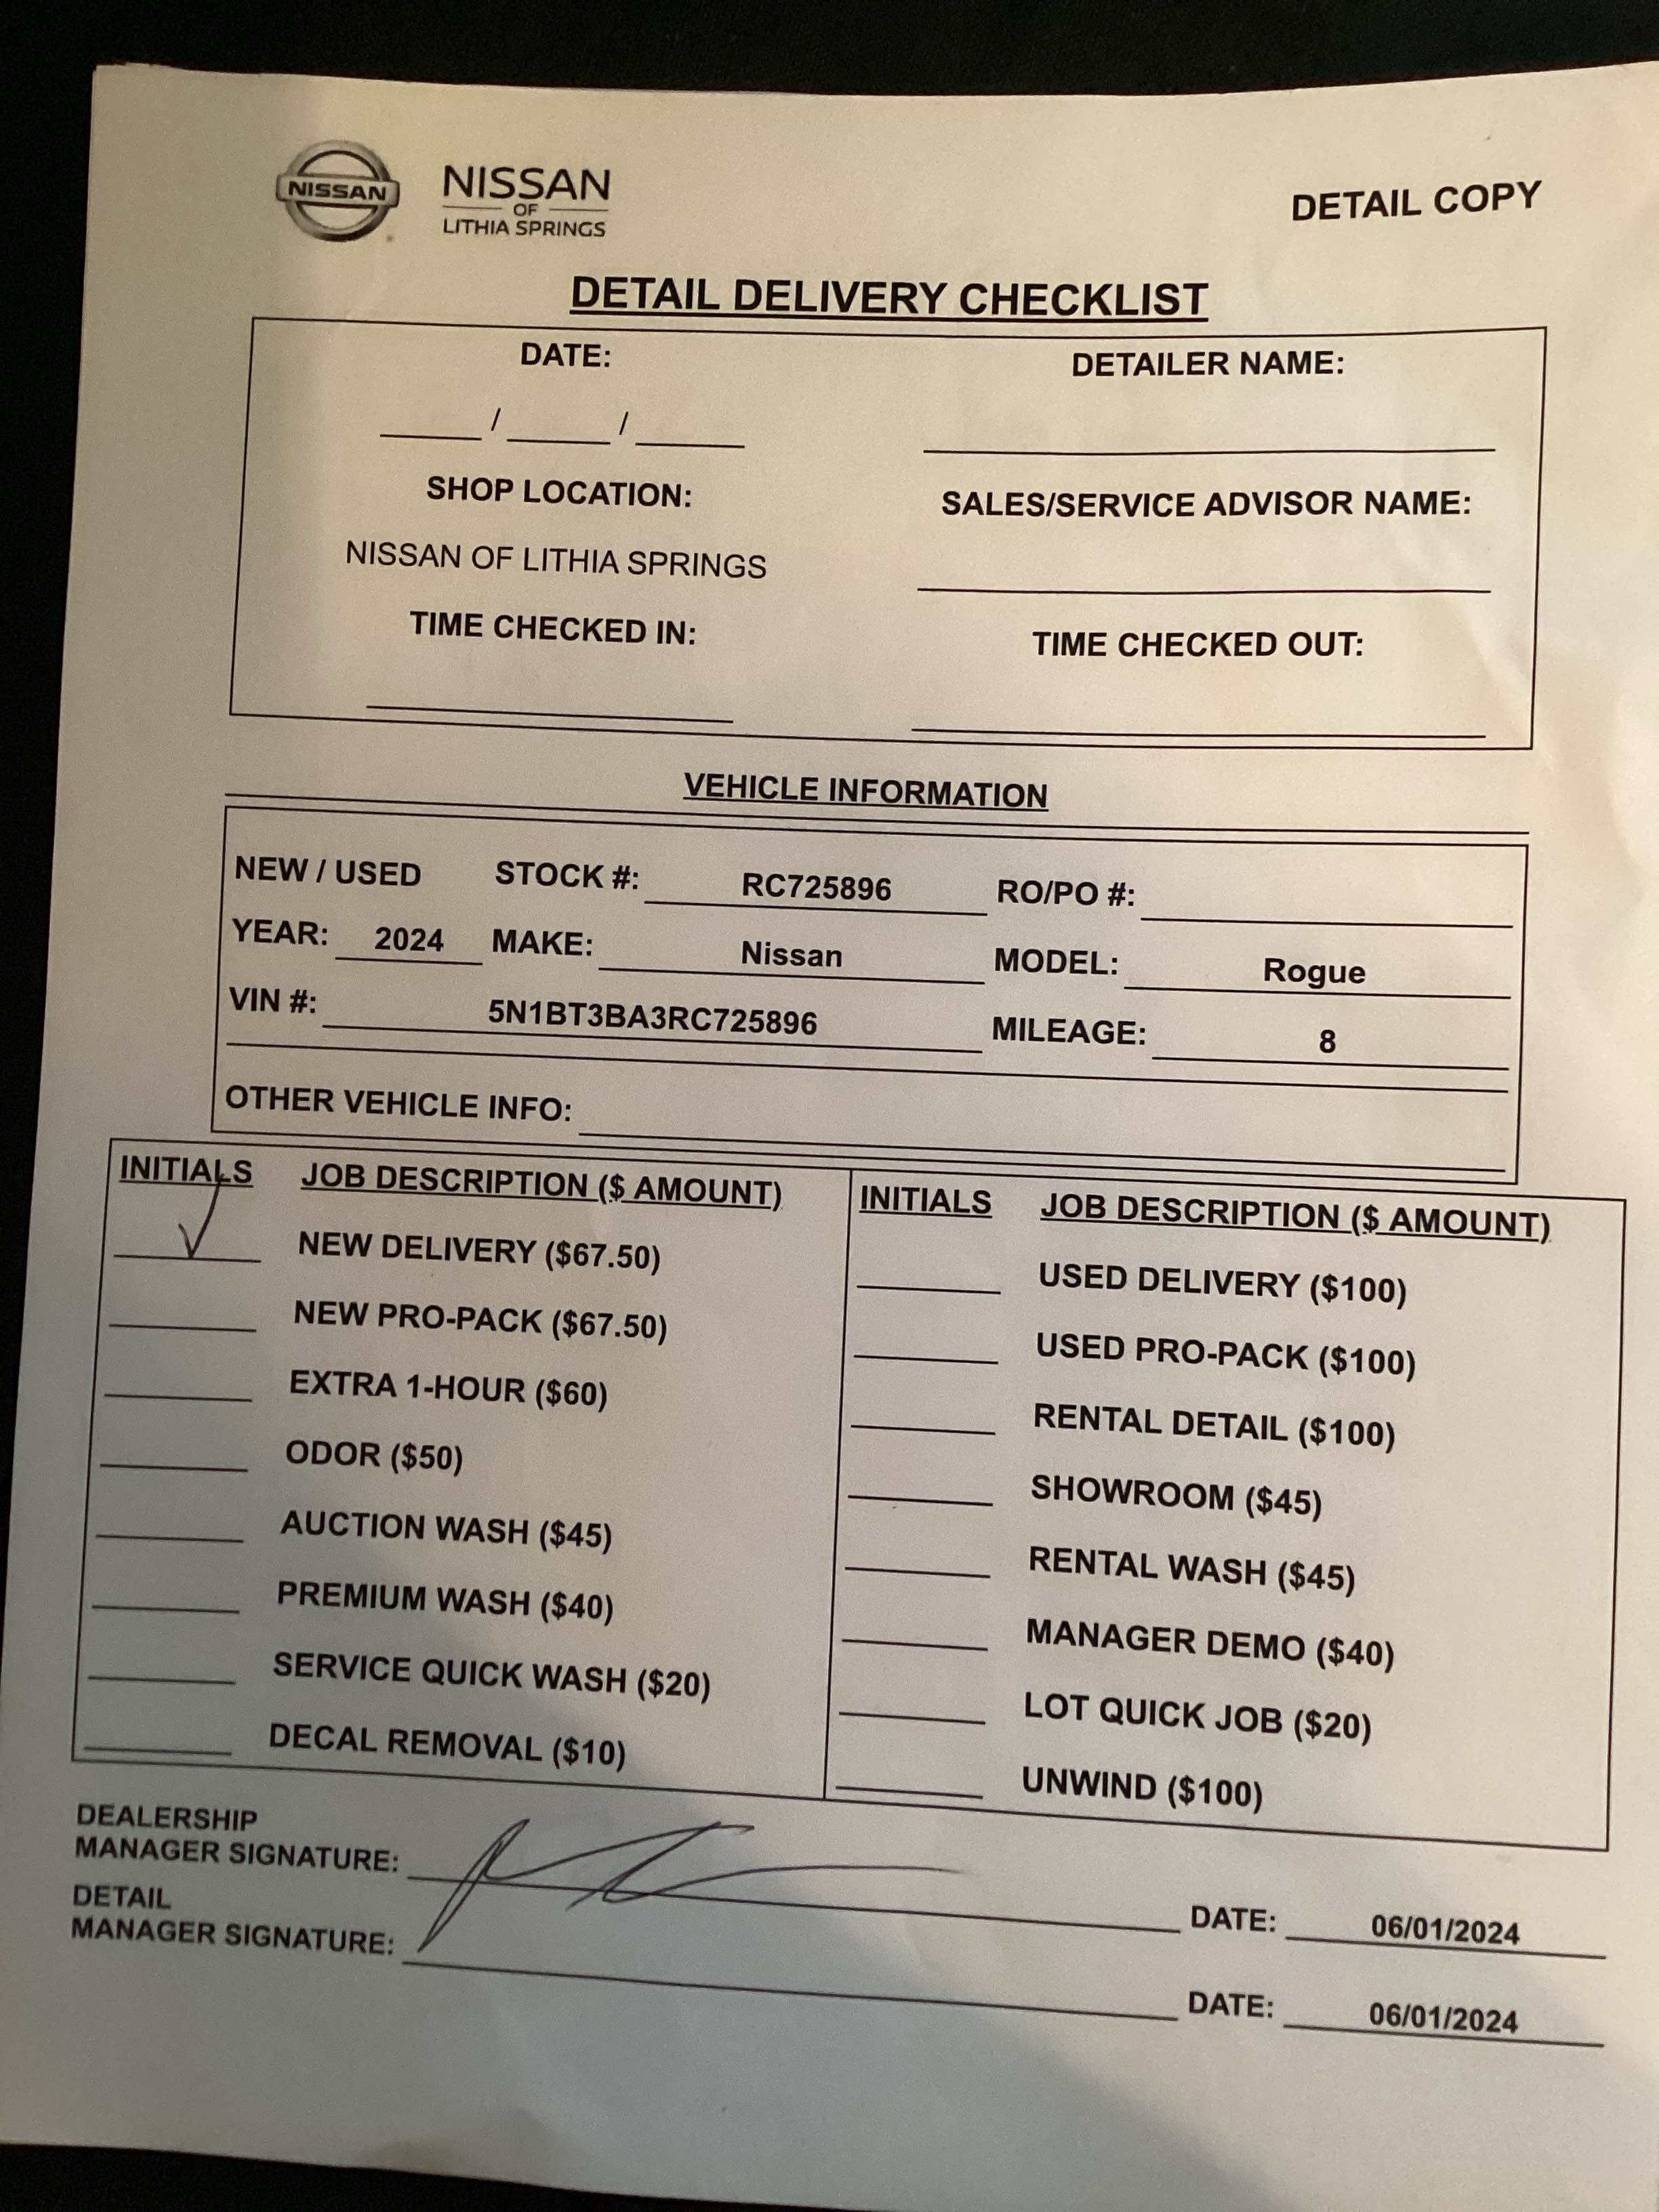 NISSAN
NISSAN
OF
LITHIA SPRINGS
DETAIL COPY
DETAIL DELIVERY CHECKLIST
DATE: DETAILER NAME:
____ / ____ / ____ ____
SHOP LOCATION: SALES/SERVICE ADVISOR NAME:
NISSAN OF LITHIA SPRINGS ____
TIME CHECKED IN: TIME CHECKED OUT:
VEHICLE INFORMATION
NEW / USED STOCK #: RC725896 RO/PO #:
YEAR: 2024 MAKE: Nissan MODEL: Rogue
VIN #: 5N1BT3BA3RC725896 MILEAGE: 8
OTHER VEHICLE INFO:
INITIALS JOB DESCRIPTION ($ AMOUNT) INITIALS JOB DESCRIPTION ($ AMOUNT)
✓ NEW DELIVERY ($67.50) USED DELIVERY ($100)
NEW PRO-PACK ($67.50) USED PRO-PACK ($100)
EXTRA 1-HOUR ($60) RENTAL DETAIL ($100)
ODOR ($50) SHOWROOM ($45)
AUCTION WASH ($45) RENTAL WASH ($45)
PREMIUM WASH ($40) MANAGER DEMO ($40)
SERVICE QUICK WASH ($20) LOT QUICK JOB ($20)
DECAL REMOVAL ($10) UNWIND ($100)
DEALERSHIP
MANAGER SIGNATURE: DATE: 06/01/2024
DETAIL
MANAGER SIGNATURE: DATE: 06/01/2024